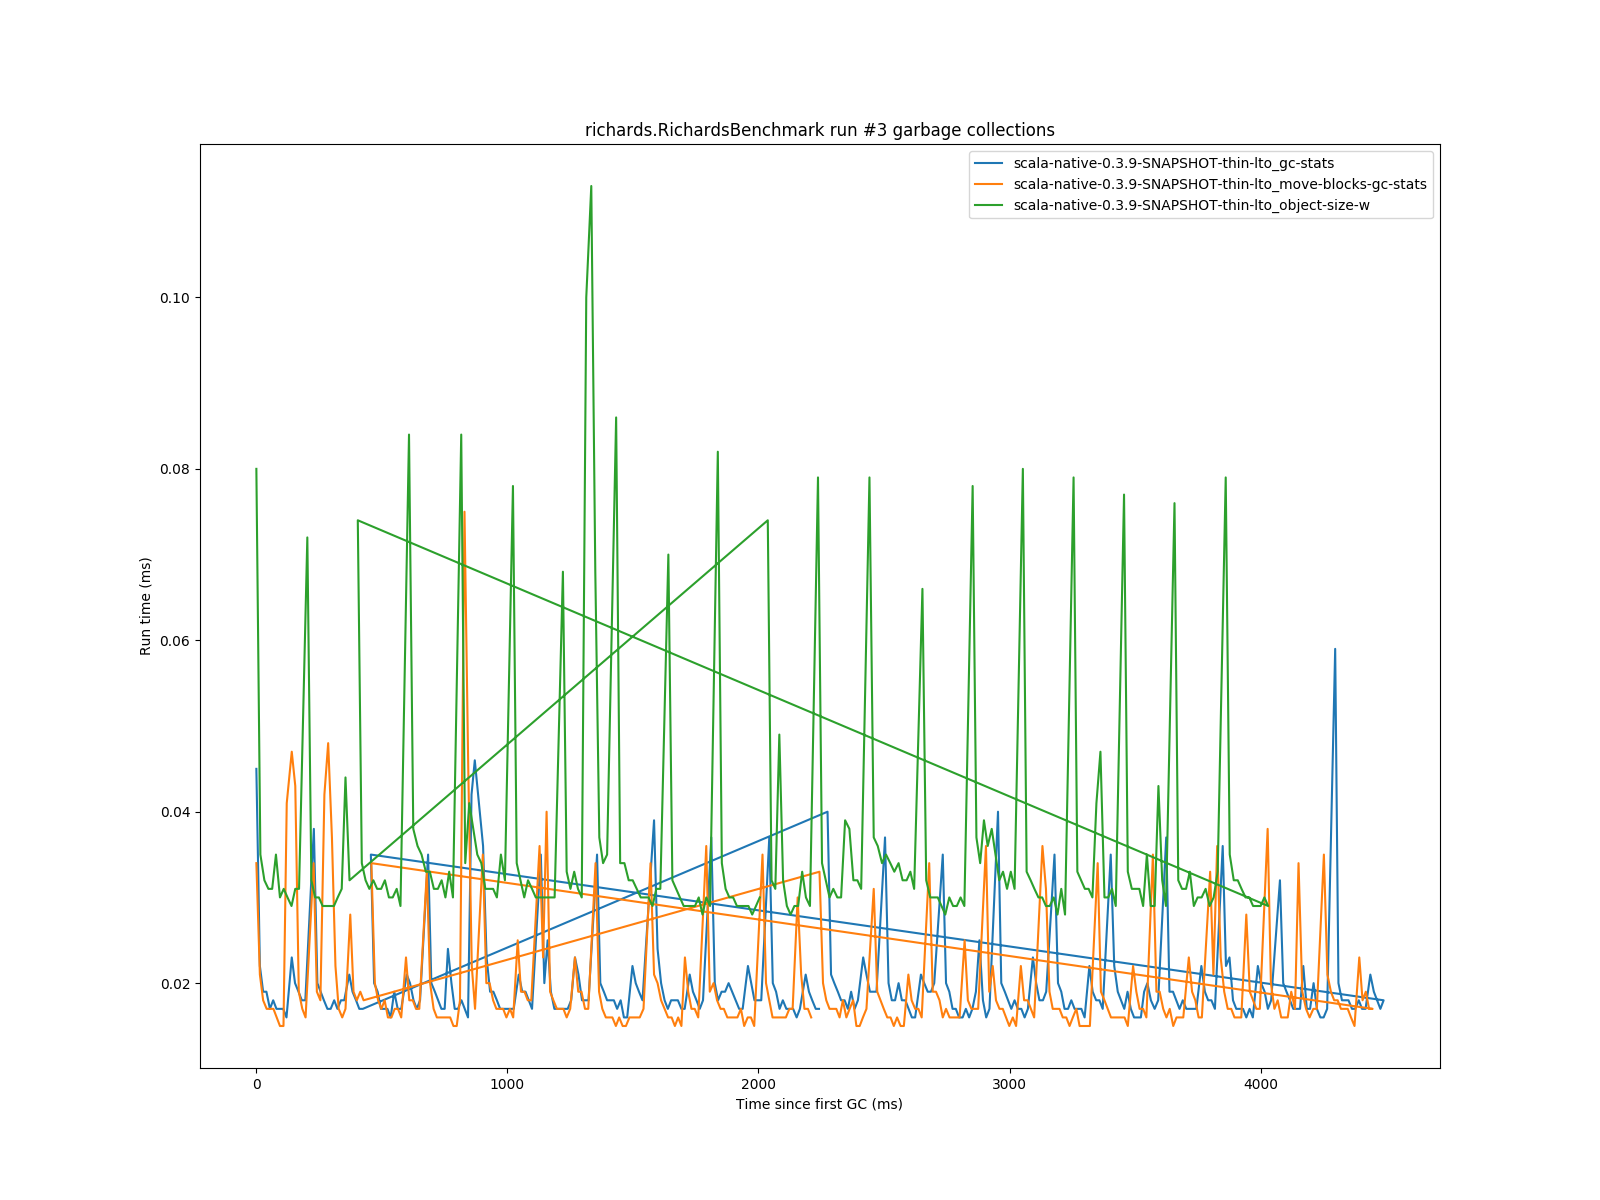 richards.RichardsBenchmark run #3 garbage collections
scala-native-0.3.9-SNAPSHOT-thin-lto_gc-stats
scala-native-0.3.9-SNAPSHOT-thin-lto_move-blocks-gc-stats
scala-native-0.3.9-SNAPSHOT-thin-lto_object-size-w
0.10
0.08
0.06
0.04
0.02
Run time (ms)
0 1000 2000 3000 4000
Time since first GC (ms)